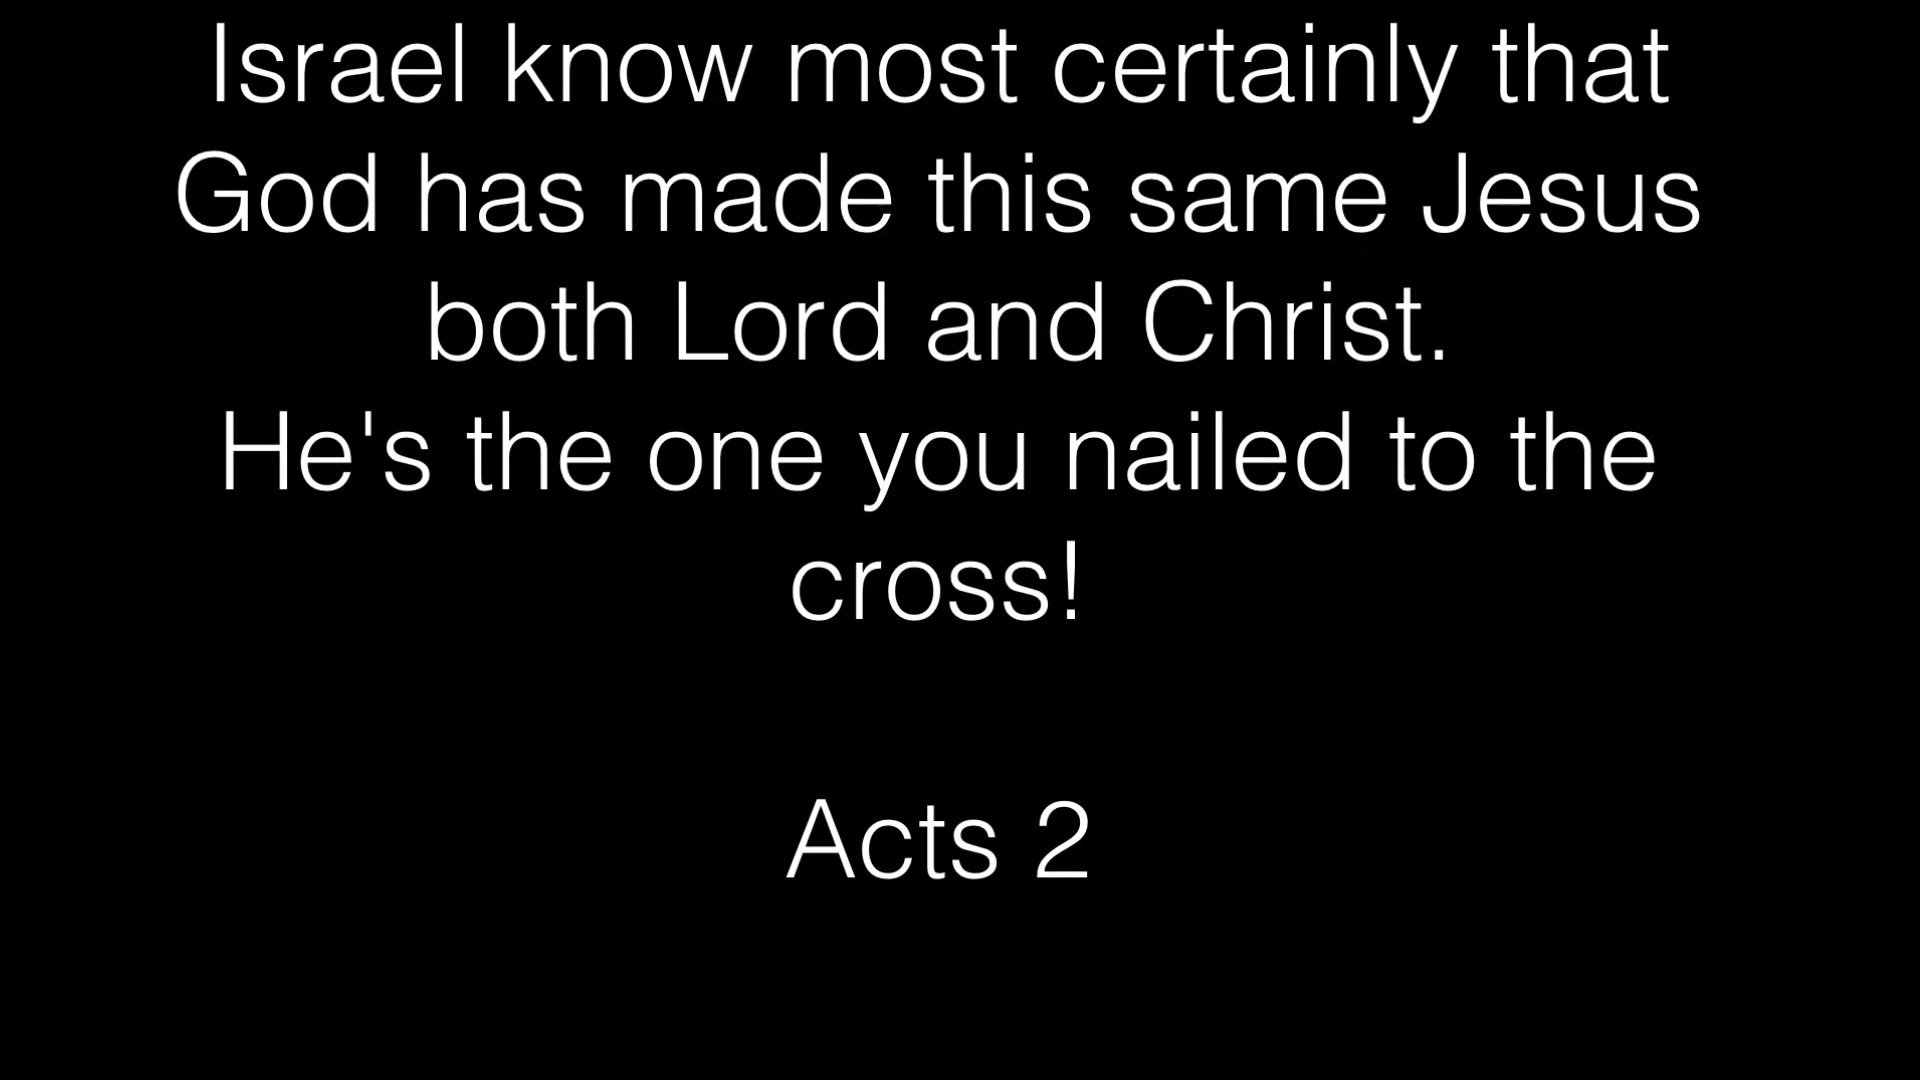 Israel know most certainly that
God has made this same Jesus
both Lord and Christ.
He's the one you nailed to the
cross!
Acts 2